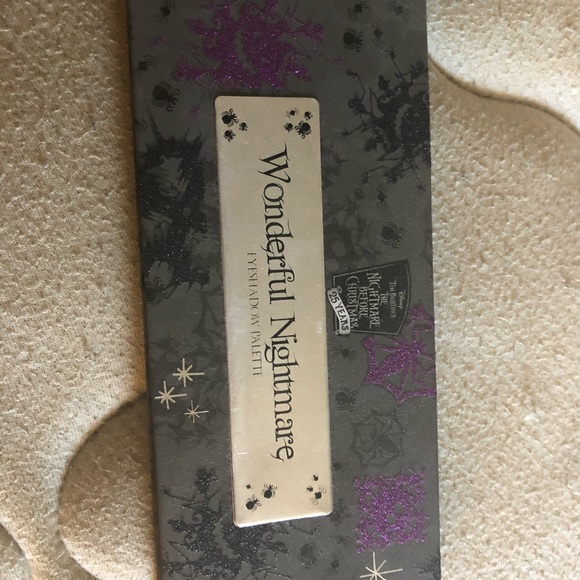 Wonderful Nightmare
EYESHADOW PALETTE
Disney
TIM BURTON'S
THE
NIGHTMARE
BEFORE
CHRISTMAS
25 YEARS